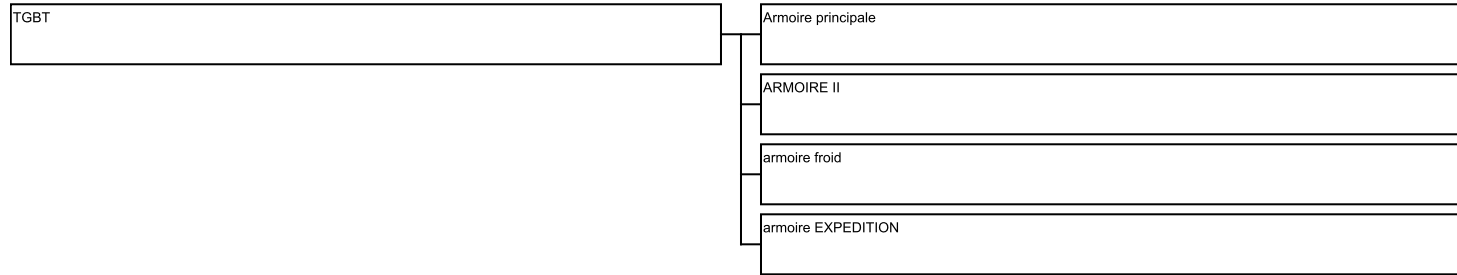 TGBT
Armoire principale
ARMOIRE II
armoire froid
armoire EXPEDITION